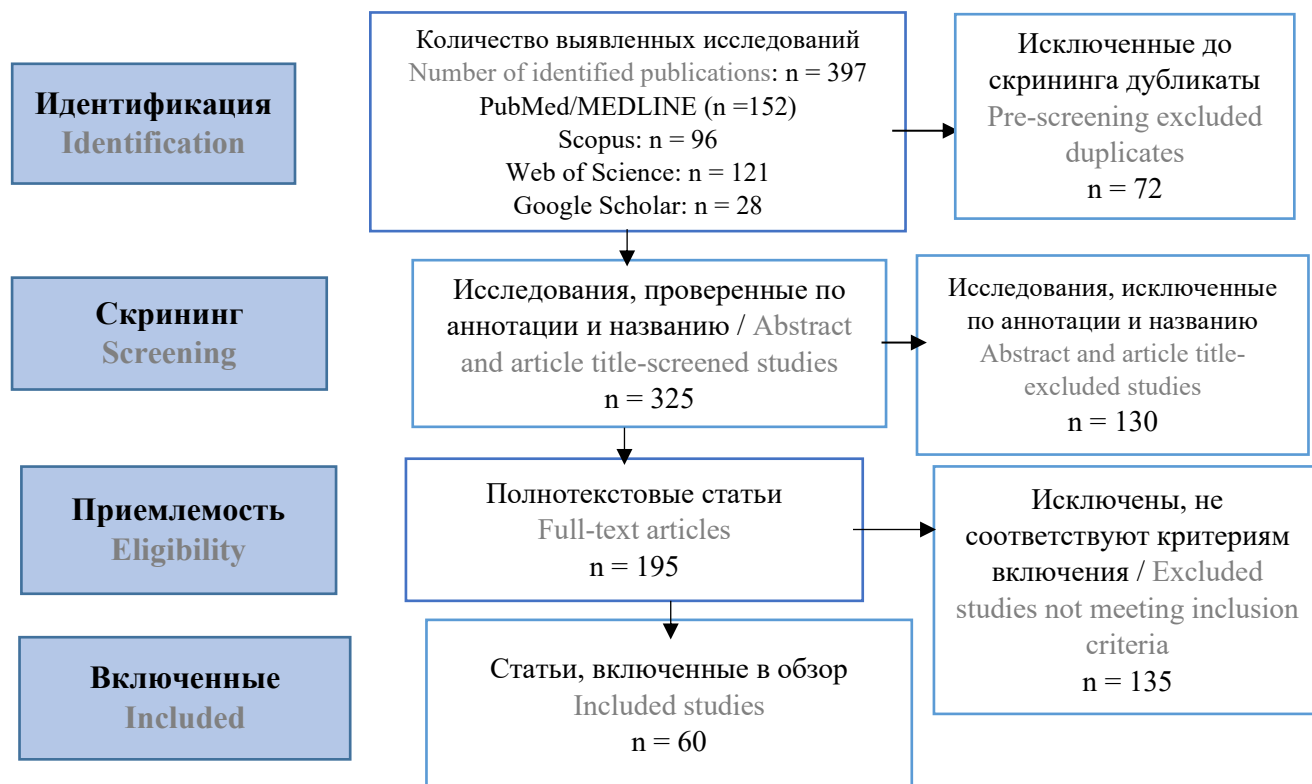 Идентификация
Identification
Количество выявленных исследований
Number of identified publications: n = 397
PubMed/MEDLINE (n =152)
Scopus: n = 96
Web of Science: n = 121
Google Scholar: n = 28
Исключенные до
скрининга дубликаты
Pre-screening excluded
duplicates
n = 72
Скрининг
Screening
Исследования, проверенные по
аннотации и названию / Abstract
and article title-screened studies
n = 325
Исследования, исключенные
по аннотации и названию
Abstract and article title-
excluded studies
n = 130
Приемлемость
Eligibility
Полнотекстовые статьи
Full-text articles
n = 195
Исключены, не
соответствуют критериям
включения / Excluded
studies not meeting inclusion
criteria
n = 135
Включенные
Included
Статьи, включенные в обзор
Included studies
n = 60